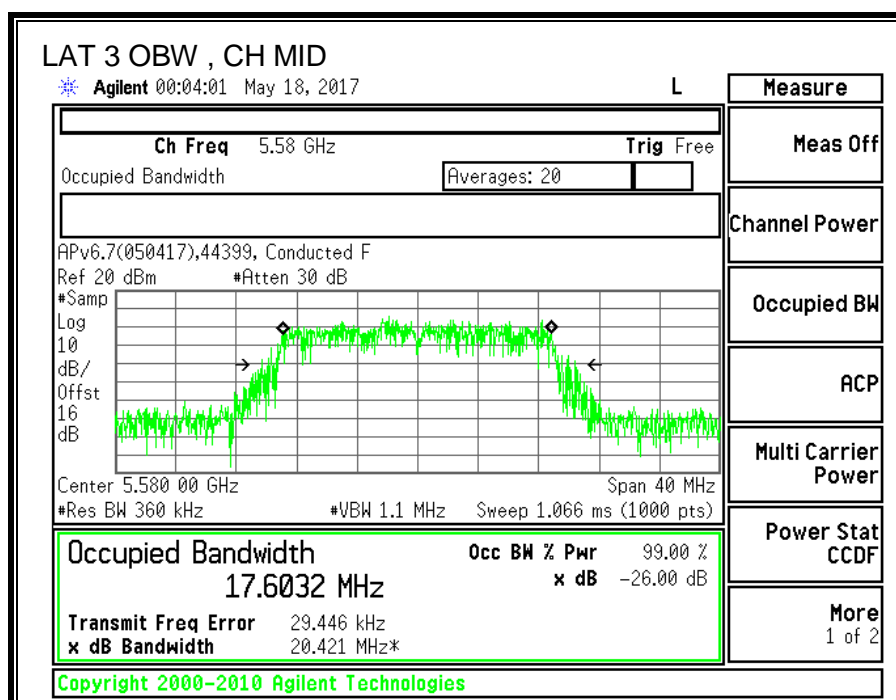 LAT 3 OBW , CH MID
Agilent 00:04:01 May 18, 2017 L
Measure
Ch Freq 5.58 GHz Trig Free
Meas Off
Occupied Bandwidth Averages: 20
Channel Power
APv6.7(050417),44399, Conducted F
Ref 20 dBm #Atten 30 dB
#Samp
Log
10
dB/
Offst
16
dB
Occupied BW
ACP
Multi Carrier
Power
Center 5.580 00 GHz Span 40 MHz
#Res BW 360 kHz #VBW 1.1 MHz Sweep 1.066 ms (1000 pts)
Power Stat
CCDF
Occupied Bandwidth Occ BW % Pwr 99.00 %
17.6032 MHz x dB -26.00 dB
Transmit Freq Error 29.446 kHz
x dB Bandwidth 20.421 MHz*
More
1 of 2
Copyright 2000-2010 Agilent Technologies